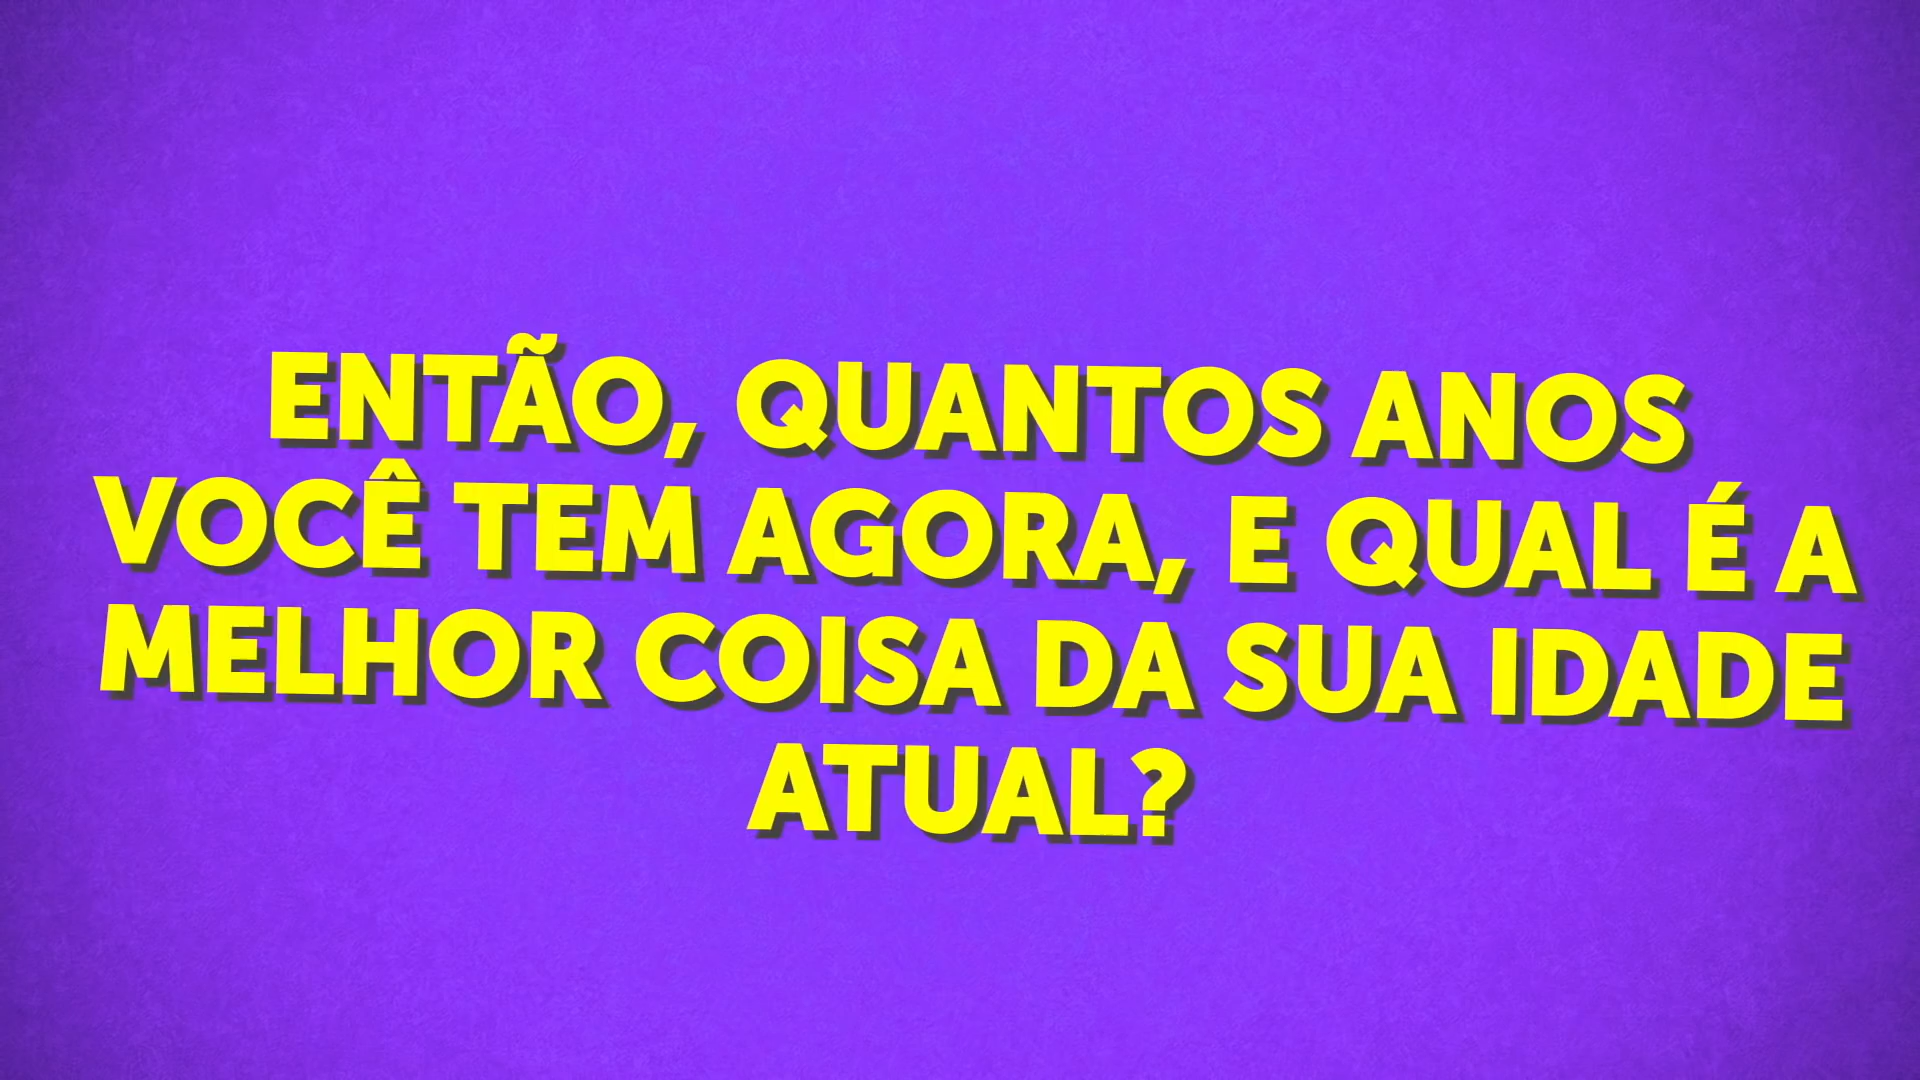 ENTÃO, QUANTOS ANOS
VOCÊ TEM AGORA, E QUAL É A
MELHOR COISA DA SUA IDADE
ATUAL?